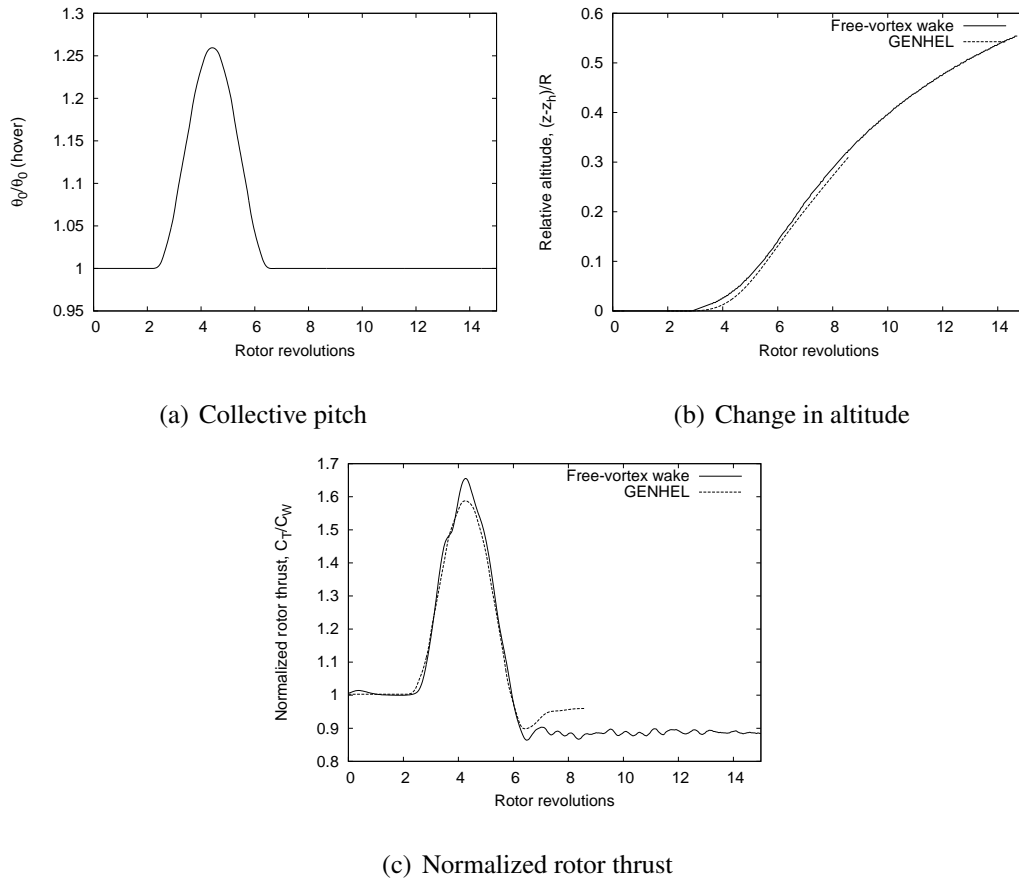 1.3
1.25
1.2
1.15
1.1
1.05
1
0.95
θ0/θ0 (hover)
0 2 4 6 8 10 12 14
Rotor revolutions
(a) Collective pitch
0.6
0.5
0.4
0.3
0.2
0.1
0
Relative altitude, (z-zh)/R
Free-vortex wake
GENHEL
0 2 4 6 8 10 12 14
Rotor revolutions
(b) Change in altitude
1.7
1.6
1.5
1.4
1.3
1.2
1.1
1
0.9
0.8
Normalized rotor thrust, CT/CW
Free-vortex wake
GENHEL
0 2 4 6 8 10 12 14
Rotor revolutions
(c) Normalized rotor thrust